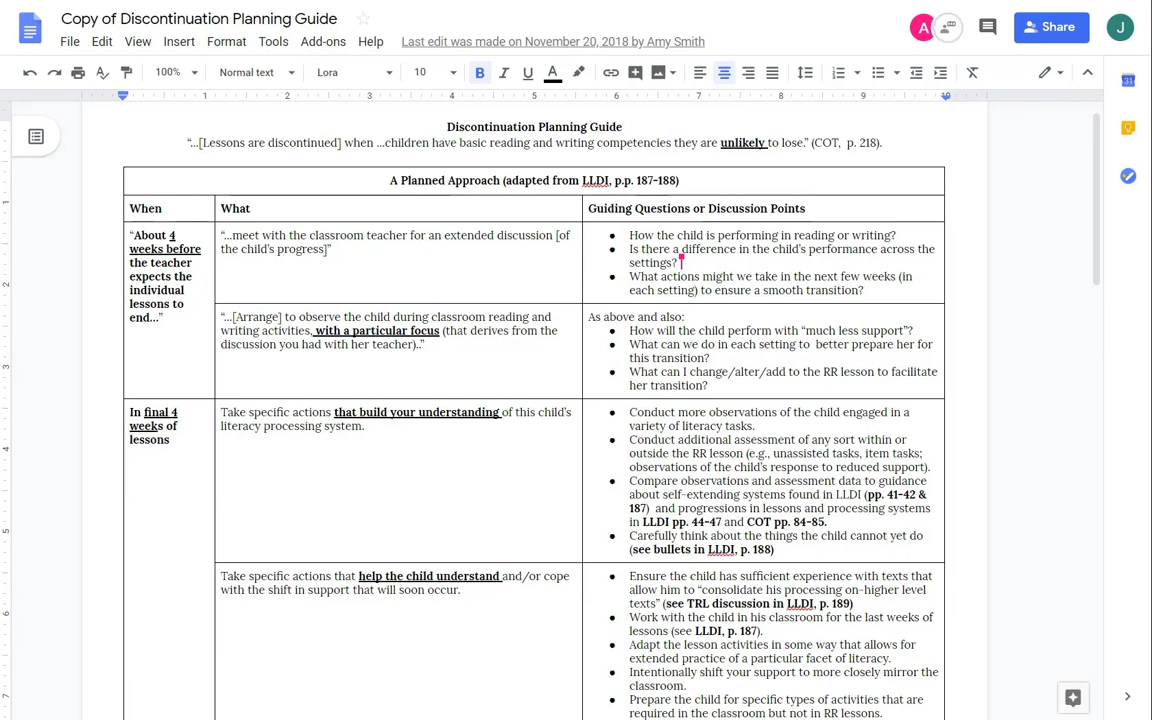 Copy of Discontinuation Planning Guide
File Edit View Insert Format Tools Add-ons Help Last edit was made on November 20, 2018 by Amy Smith
A Share J
100% Normal text Lora 10 B I U A
1 2 3 4 5 6 7 8 9 10
Discontinuation Planning Guide
“...[Lessons are discontinued] when ...children have basic reading and writing competencies they are unlikely to lose.” (COT, p. 218).
A Planned Approach (adapted from LLDI, p.p. 187-188)
When What Guiding Questions or Discussion Points
“About 4
weeks before
the teacher
expects the
individual
lessons to
end...”
“...meet with the classroom teacher for an extended discussion [of
the child’s progress]”
● How the child is performing in reading or writing?
● Is there a difference in the child’s performance across the
settings?
● What actions might we take in the next few weeks (in
each setting) to ensure a smooth transition?
“...[Arrange] to observe the child during classroom reading and
writing activities, with a particular focus (that derives from the
discussion you had with her teacher)..”
As above and also:
● How will the child perform with “much less support”?
● What can we do in each setting to better prepare her for
this transition?
● What can I change/alter/add to the RR lesson to facilitate
her transition?
In final 4
weeks of
lessons
Take specific actions that build your understanding of this child’s
literacy processing system.
● Conduct more observations of the child engaged in a
variety of literacy tasks.
● Conduct additional assessment of any sort within or
outside the RR lesson (e.g., unassisted tasks, item tasks;
observations of the child’s response to reduced support).
● Compare observations and assessment data to guidance
about self-extending systems found in LLDI (pp. 41-42 &
187) and progressions in lessons and processing systems
in LLDI pp. 44-47 and COT pp. 84-85.
● Carefully think about the things the child cannot yet do
(see bullets in LLDI, p. 188)
Take specific actions that help the child understand and/or cope
with the shift in support that will soon occur.
● Ensure the child has sufficient experience with texts that
allow him to “consolidate his processing on-higher level
texts” (see TRL discussion in LLDI, p. 189)
● Work with the child in his classroom for the last weeks of
lessons (see LLDI, p. 187).
● Adapt the lesson activities in some way that allows for
extended practice of a particular facet of literacy.
● Intentionally shift your support to more closely mirror the
classroom.
● Prepare the child for specific types of activities that are
required in the classroom but not in RR lessons.
1
2
3
4
5
6
7
31